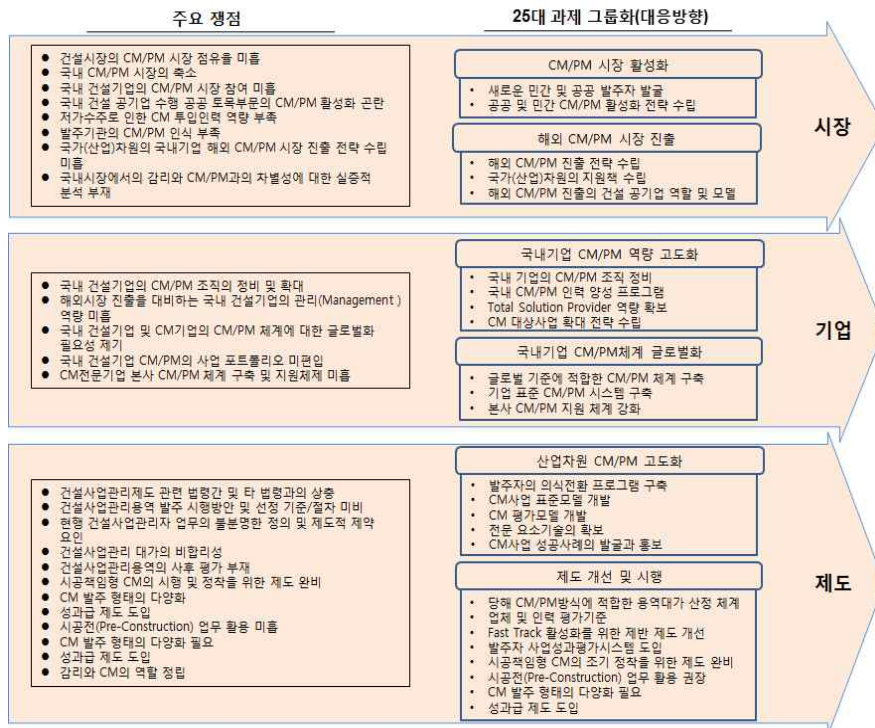 주요 쟁점
25대 과제 그룹화(대응방향)
● 건설시장의 CM/PM 시장 점유율 미흡
● 국내 CM/PM 시장의 축소
● 국내 건설기업의 CM/PM 시장 참여 미흡
● 국내 건설 공기업 수행 공공 토목부문의 CM/PM 활성화 곤란
● 저가수주로 인한 CM 투입인력 역량 부족
● 발주기관의 CM/PM 인식 부족
● 국가(산업)차원의 국내기업 해외 CM/PM 시장 진출 전략 수립
미흡
● 국내시장에서의 감리와 CM/PM과의 차별성에 대한 실증적
분석 부재
CM/PM 시장 활성화
• 새로운 민간 및 공공 발주자 발굴
• 공공 및 민간 CM/PM 활성화 전략 수립
해외 CM/PM 시장 진출
• 해외 CM/PM 진출 전략 수립
• 국가(산업)차원의 지원책 수립
• 해외 CM/PM 진출의 건설 공기업 역할 및 모델
시장
● 국내 건설기업의 CM/PM 조직의 정비 및 확대
● 해외시장 진출을 대비하는 국내 건설기업의 관리(Management )
역량 미흡
● 국내 건설기업 및 CM기업의 CM/PM 체계에 대한 글로벌화
필요성 제기
● 국내 건설기업 CM/PM의 사업 포트폴리오 미편입
● CM전문기업 본사 CM/PM 체계 구축 및 지원체제 미흡
국내기업 CM/PM 역량 고도화
• 국내 기업의 CM/PM 조직 정비
• 국내 CM/PM 인력 양성 프로그램
• Total Solution Provider 역량 확보
• CM 대상사업 확대 전략 수립
국내기업 CM/PM체계 글로벌화
• 글로벌 기준에 적합한 CM/PM 체계 구축
• 기업 표준 CM/PM 시스템 구축
• 본사 CM/PM 지원 체계 강화
기업
● 건설사업관리제도 관련 법령간 및 타 법령과의 상충
● 건설사업관리용역 발주 시행방안 및 선정 기준/절차 미비
● 현행 건설사업관리자 업무의 불분명한 정의 및 제도적 제약
요인
● 건설사업관리 대가의 비합리성
● 건설사업관리용역의 사후 평가 부재
● 시공책임형 CM의 시행 및 정착을 위한 제도 완비
● CM 발주 형태의 다양화
● 성과급 제도 도입
● 시공전(Pre-Construction) 업무 활용 미흡
● CM 발주 형태의 다양화 필요
● 성과급 제도 도입
● 감리와 CM의 역할 정립
산업차원 CM/PM 고도화
• 발주자의 의식전환 프로그램 구축
• CM사업 표준모델 개발
• CM 평가모델 개발
• 전문 요소기술의 확보
• CM사업 성공사례의 발굴과 홍보
제도 개선 및 시행
• 당해 CM/PM방식에 적합한 용역대가 산정 체계
• 업체 및 인력 평가기준
• Fast Track 활성화를 위한 제반 제도 개선
• 발주자 사업성과평가시스템 도입
• 시공책임형 CM의 조기 정착을 위한 제도 완비
• 시공전(Pre-Construction) 업무 활용 권장
• CM 발주 형태의 다양화 필요
• 성과급 제도 도입
제도